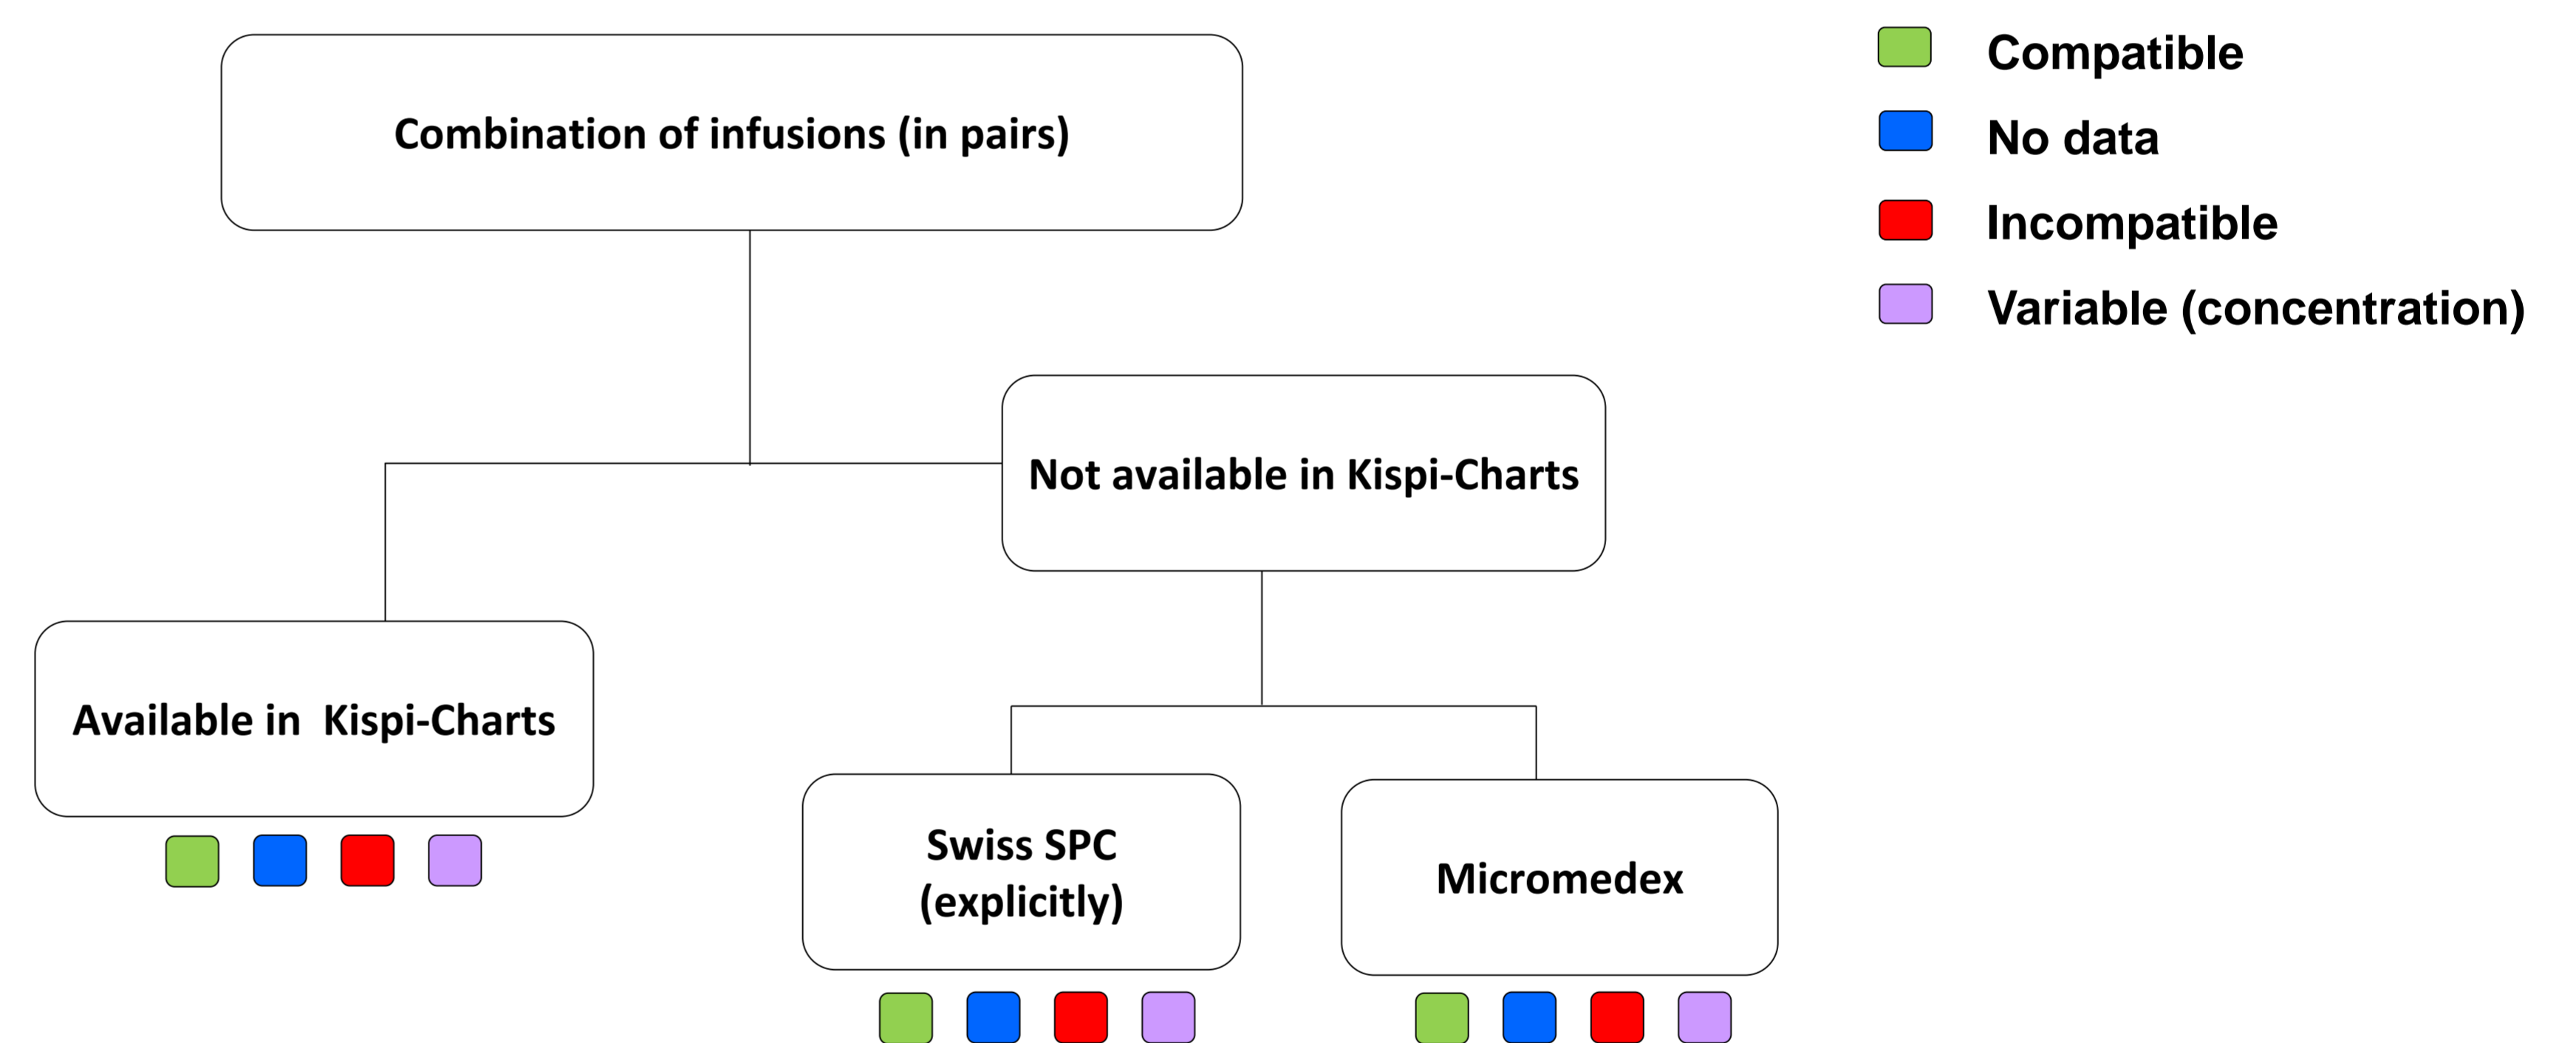 Combination of infusions (in pairs)
Compatible
No data
Incompatible
Variable (concentration)
Not available in Kispi-Charts
Available in  Kispi-Charts
Swiss SPC
(explicitly)
Micromedex